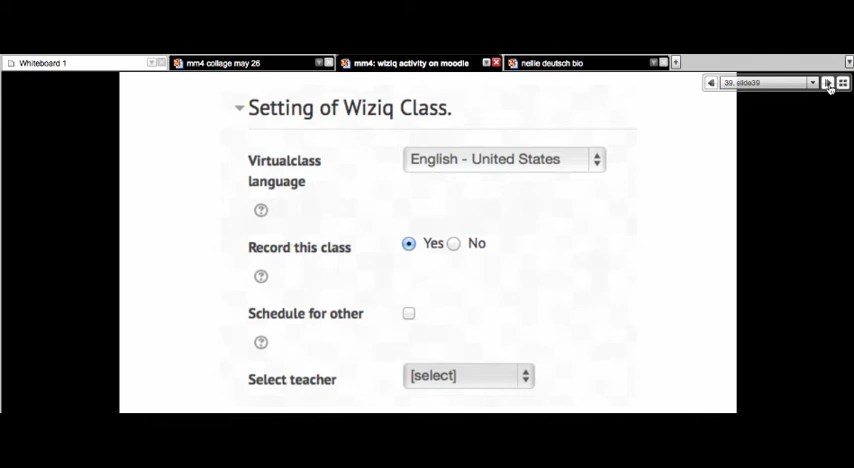 Whiteboard 1
mm4 collage may 26
mm4: wiziq activity on moodle
nellie deutsch bio
39. slide39
Setting of Wiziq Class.
Virtualclass
language
English - United States
Record this class
Yes No
Schedule for other
Select teacher
[select]